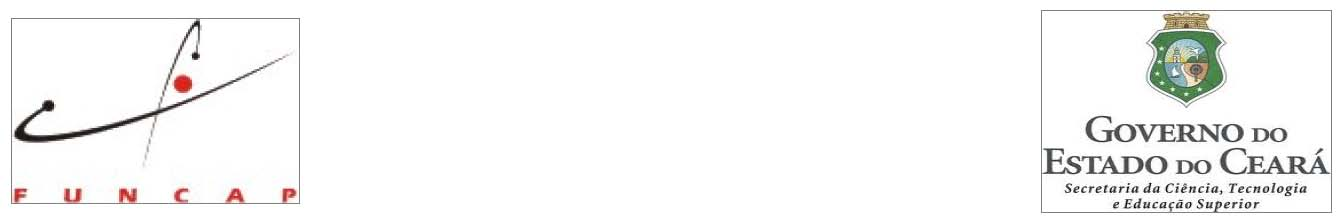 FUNCAP
GOVERNO DO
ESTADO DO CEARÁ
Secretaria da Ciência, Tecnologia
e Educação Superior